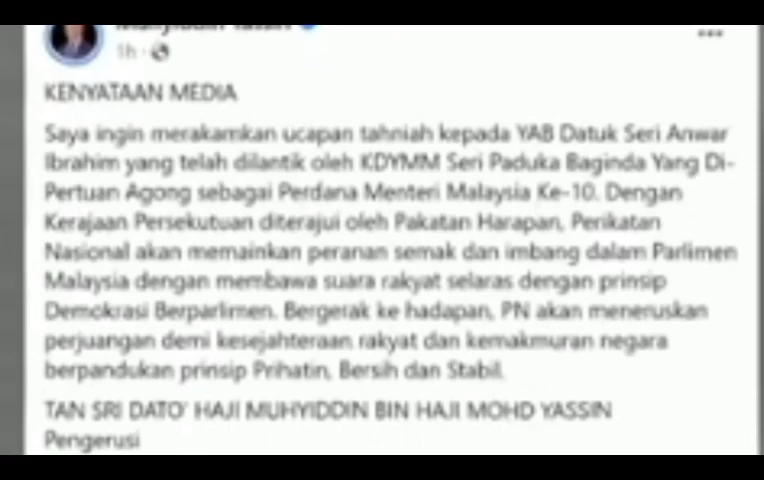 1h
KENYATAAN MEDIA
Saya ingin merakamkan ucapan tahniah kepada YAB Datuk Seri Anwar
Ibrahim yang telah dilantik oleh KDYMM Seri Paduka Baginda Yang Di-
Pertuan Agong sebagai Perdana Menteri Malaysia Ke-10. Dengan
Kerajaan Persekutuan diterajui oleh Pakatan Harapan, Perikatan
Nasional akan memainkan peranan semak dan imbang dalam Parlimen
Malaysia dengan membawa suara rakyat selaras dengan prinsip
Demokrasi Berparlimen. Bergerak ke hadapan, PN akan meneruskan
perjuangan demi kesejahteraan rakyat dan kemakmuran negara
berpandukan prinsip Prihatin, Bersih dan Stabil.
TAN SRI DATO' HAJI MUHYIDDIN BIN HAJI MOHD YASSIN
Pengerusi